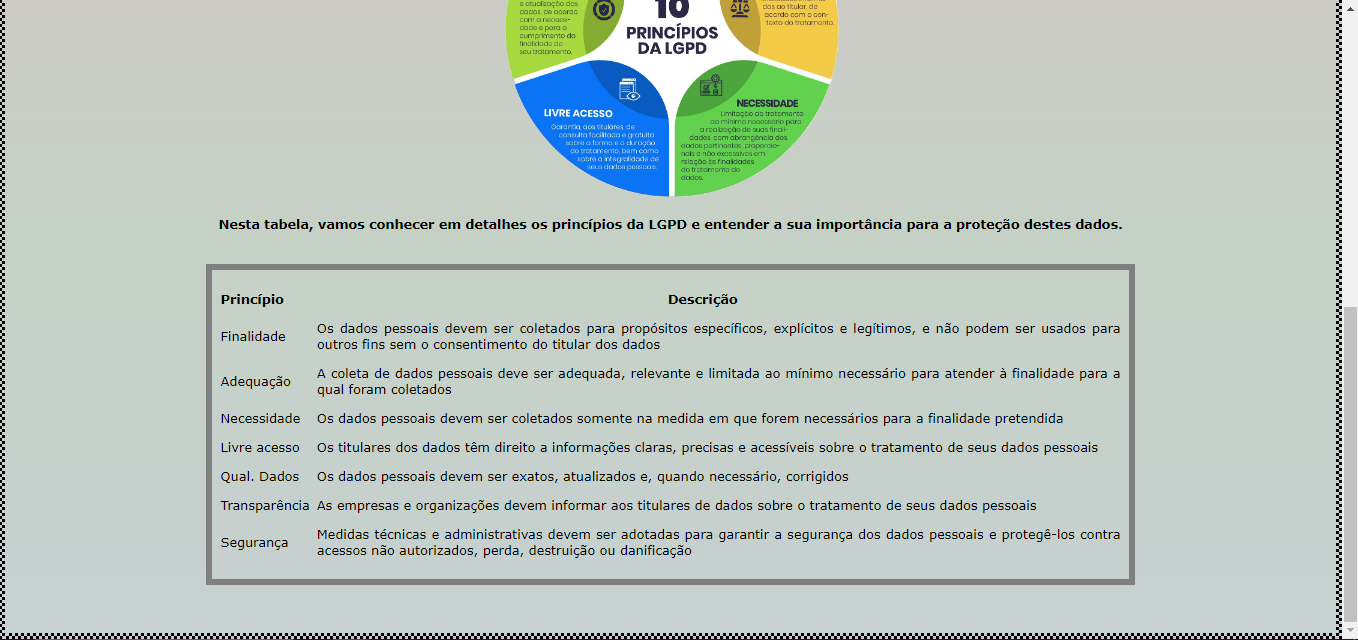 e atualização dos
dados, de acordo
com a necessi-
dade e para o
cumprimento da
finalidade de
seu tratamento.
10
PRINCÍPIOS
DA LGPD
dos ao titular, de
acordo com o con-
texto do tratamento.
LIVRE ACESSO
Garantia, aos titulares, de
consulta facilitada e gratuita
sobre a forma e a duração
do tratamento, bem como
sobre a integralidade de
seus dados pessoais.
NECESSIDADE
Limitação do tratamento
ao mínimo necessário para
a realização de suas finali-
dades, com abrangência dos
dados pertinentes, proporcio-
nais e não excessivos em
relação às finalidades
do tratamento de
dados.
Nesta tabela, vamos conhecer em detalhes os princípios da LGPD e entender a sua importância para a proteção destes dados.
Princípio Descrição
Finalidade Os dados pessoais devem ser coletados para propósitos específicos, explícitos e legítimos, e não podem ser usados para
outros fins sem o consentimento do titular dos dados
Adequação A coleta de dados pessoais deve ser adequada, relevante e limitada ao mínimo necessário para atender à finalidade para a
qual foram coletados
Necessidade Os dados pessoais devem ser coletados somente na medida em que forem necessários para a finalidade pretendida
Livre acesso Os titulares dos dados têm direito a informações claras, precisas e acessíveis sobre o tratamento de seus dados pessoais
Qual. Dados Os dados pessoais devem ser exatos, atualizados e, quando necessário, corrigidos
Transparência As empresas e organizações devem informar aos titulares de dados sobre o tratamento de seus dados pessoais
Segurança Medidas técnicas e administrativas devem ser adotadas para garantir a segurança dos dados pessoais e protegê-los contra
acessos não autorizados, perda, destruição ou danificação